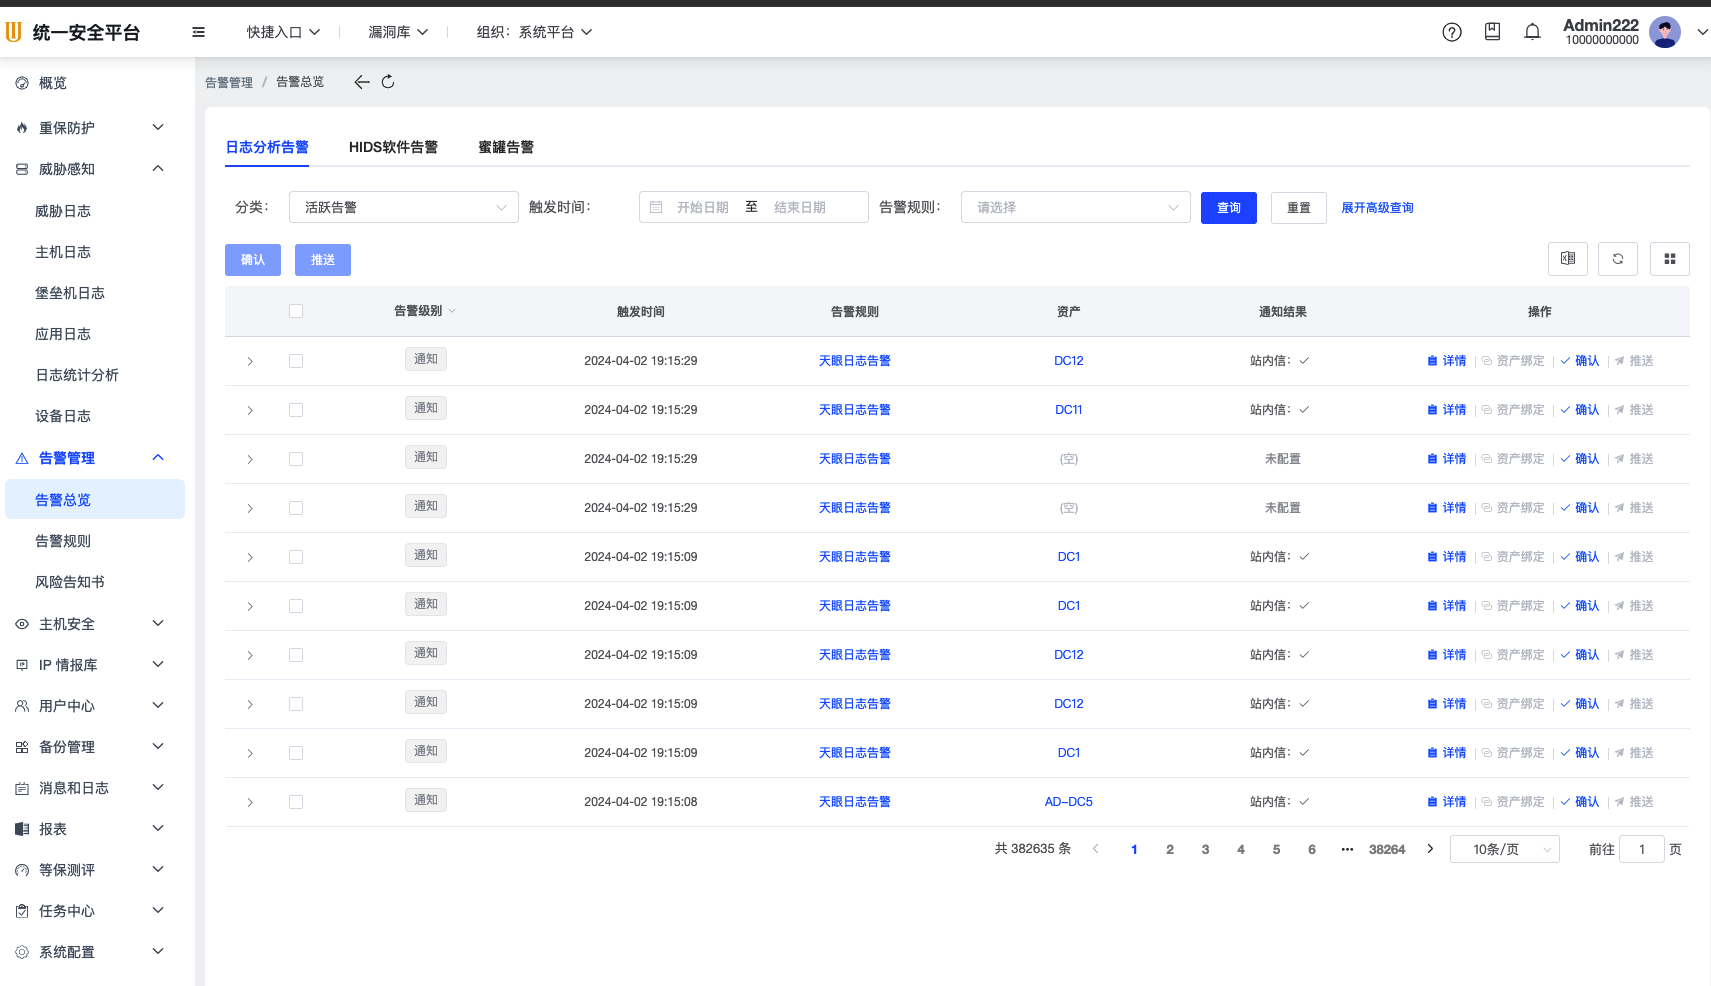 统一安全平台
快捷入口
漏洞库
组织：系统平台
Admin222
10000000000
概览
重保防护
威胁感知
威胁日志
主机日志
堡垒机日志
应用日志
日志统计分析
设备日志
告警管理
告警总览
告警规则
风险告知书
主机安全
IP 情报库
用户中心
备份管理
消息和日志
报表
等保测评
任务中心
系统配置
告警管理 / 告警总览
日志分析告警 HIDS软件告警 蜜罐告警
分类： 活跃告警 触发时间： 开始日期 至 结束日期 告警规则： 请选择 查询 重置 展开高级查询
确认 推送
告警级别 触发时间 告警规则 资产 通知结果 操作
通知 2024-04-02 19:15:29 天眼日志告警 DC12 站内信： 详情 资产绑定 确认 推送
通知 2024-04-02 19:15:29 天眼日志告警 DC11 站内信： 详情 资产绑定 确认 推送
通知 2024-04-02 19:15:29 天眼日志告警 (空) 未配置 详情 资产绑定 确认 推送
通知 2024-04-02 19:15:29 天眼日志告警 (空) 未配置 详情 资产绑定 确认 推送
通知 2024-04-02 19:15:09 天眼日志告警 DC1 站内信： 详情 资产绑定 确认 推送
通知 2024-04-02 19:15:09 天眼日志告警 DC1 站内信： 详情 资产绑定 确认 推送
通知 2024-04-02 19:15:09 天眼日志告警 DC12 站内信： 详情 资产绑定 确认 推送
通知 2024-04-02 19:15:09 天眼日志告警 DC12 站内信： 详情 资产绑定 确认 推送
通知 2024-04-02 19:15:09 天眼日志告警 DC1 站内信： 详情 资产绑定 确认 推送
通知 2024-04-02 19:15:08 天眼日志告警 AD-DC5 站内信： 详情 资产绑定 确认 推送
共 382635 条 1 2 3 4 5 6 ••• 38264 10条/页 前往 1 页